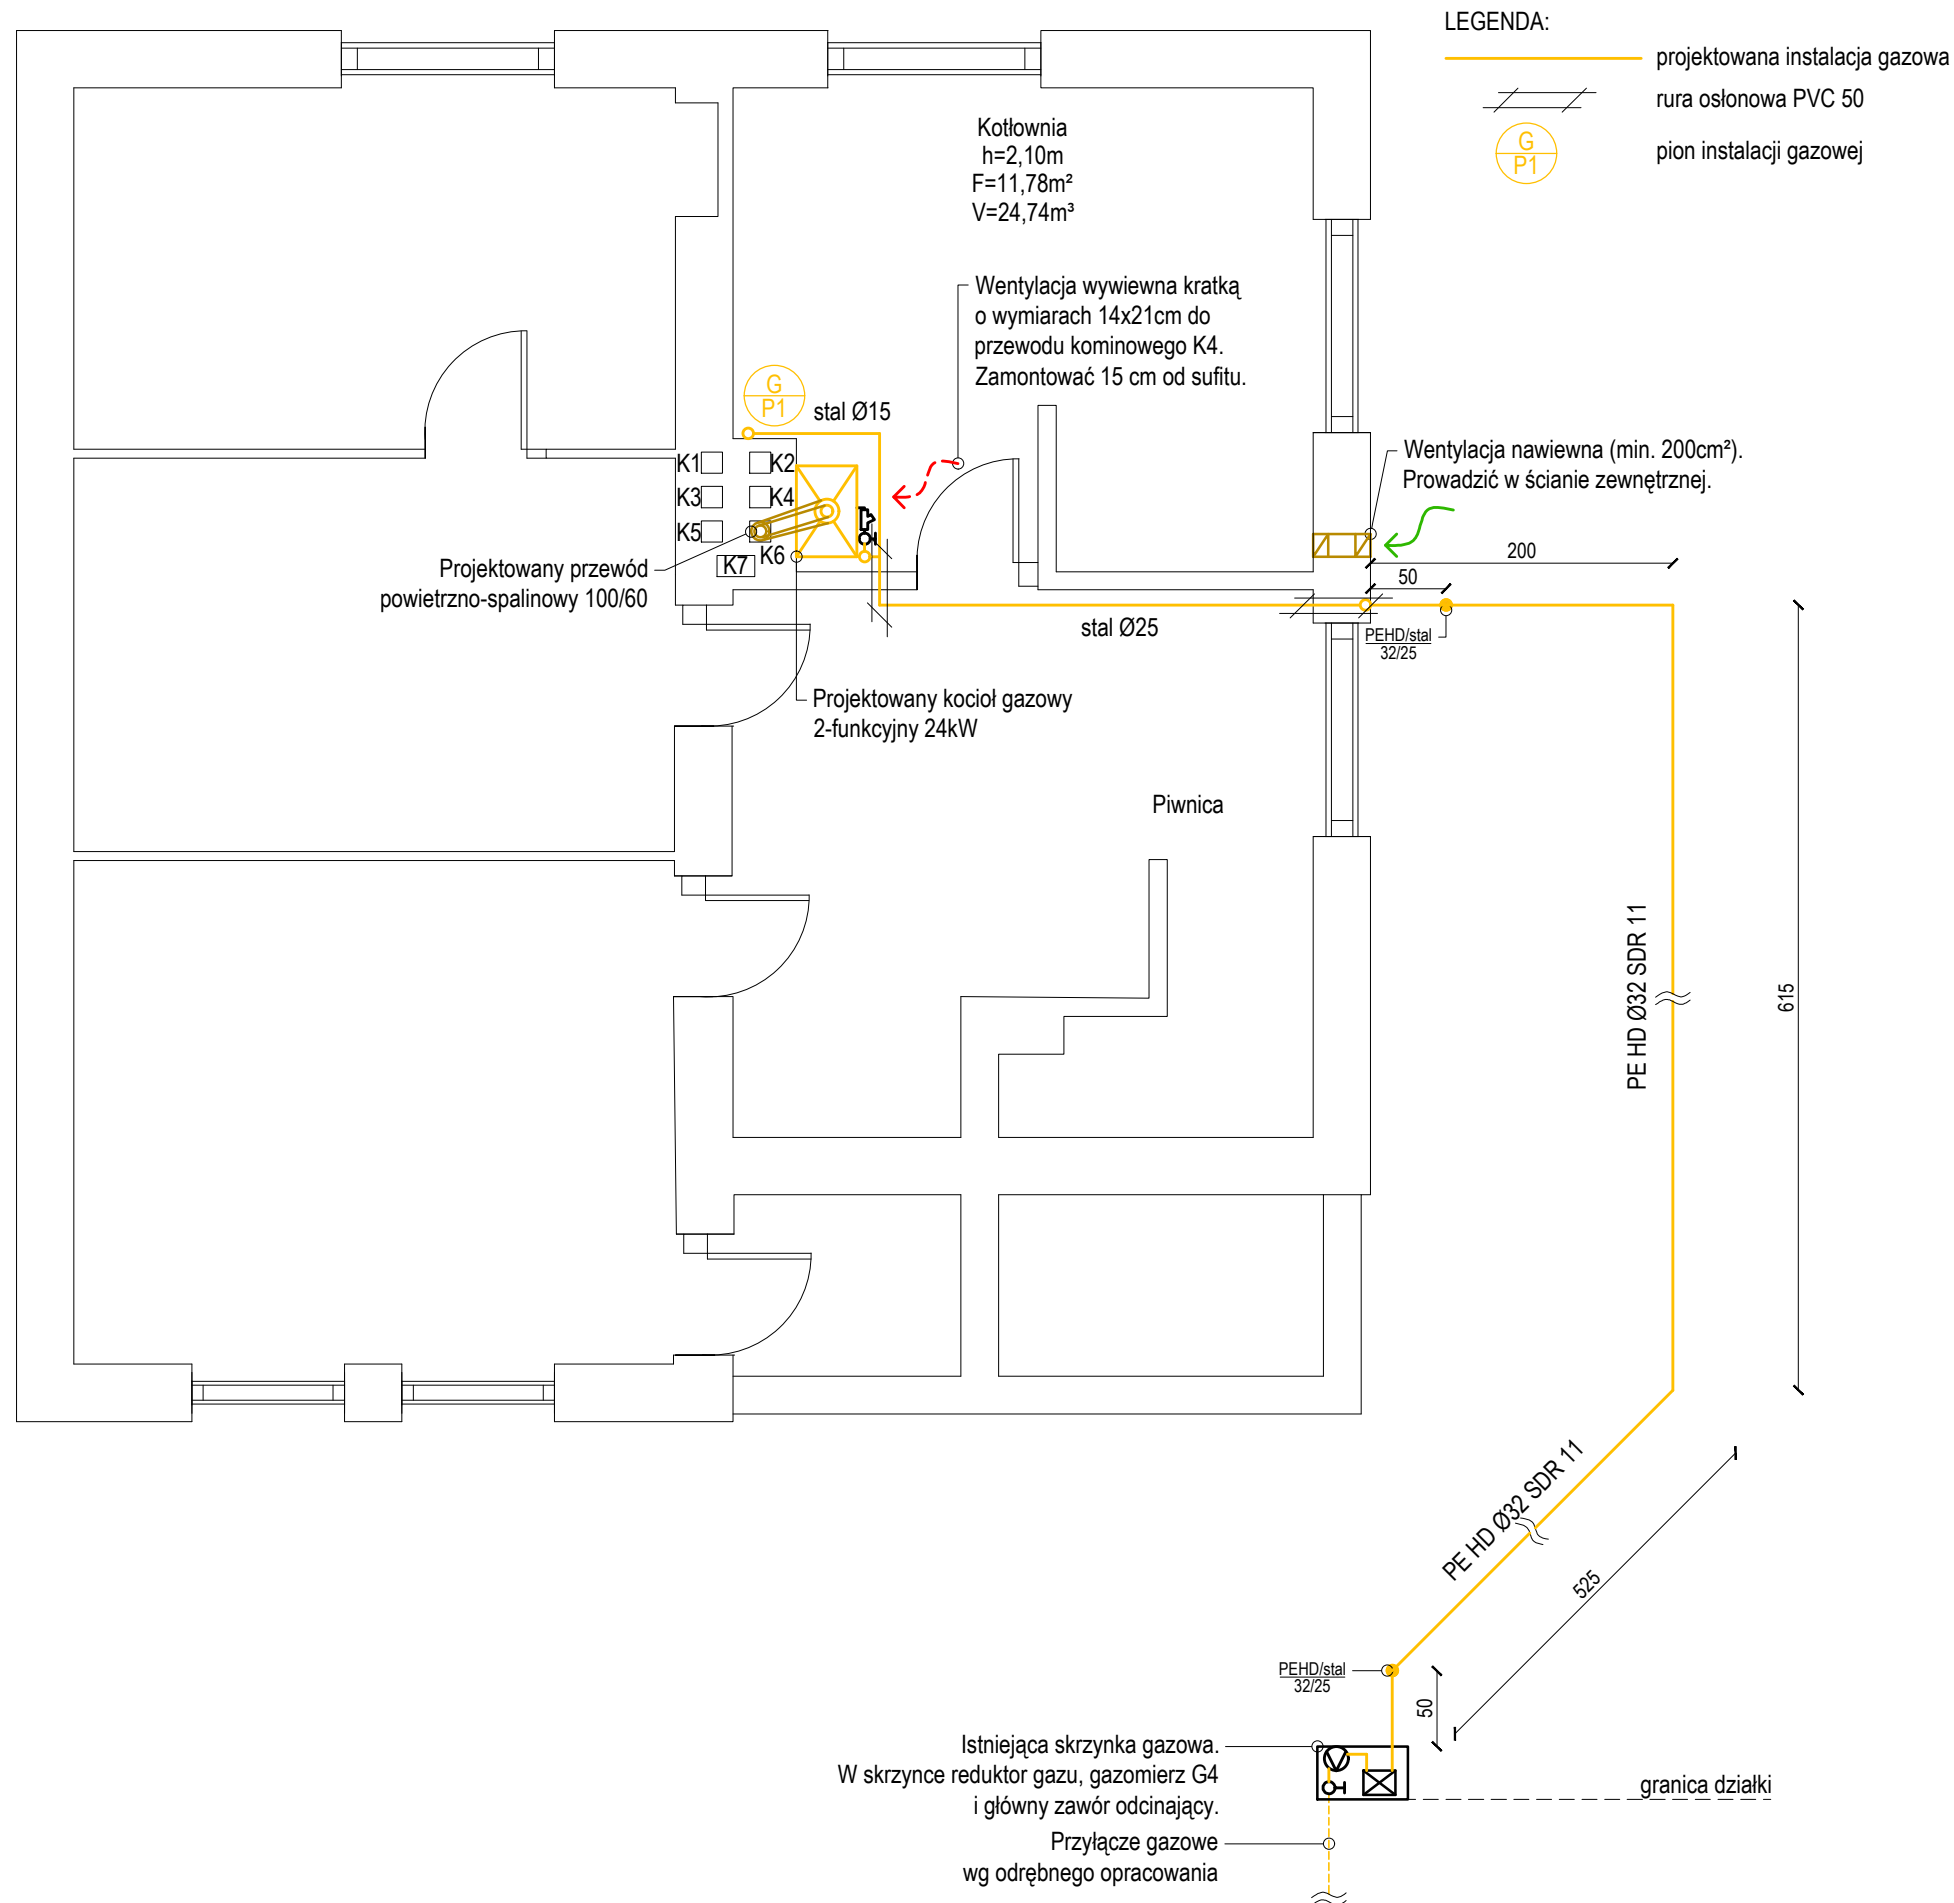 LEGENDA:
projektowana instalacja gazowa
rura osłonowa PVC 50
G
P1
pion instalacji gazowej
Kotłownia
h=2,10m
F=11,78m²
V=24,74m³
Wentylacja wywiewna kratką
o wymiarach 14x21cm do
przewodu kominowego K4.
Zamontować 15 cm od sufitu.
G
P1
stal Ø15
K1
K2
K3
K4
K5
K6
K7
Wentylacja nawiewna (min. 200cm²).
Prowadzić w ścianie zewnętrznej.
200
50
Projektowany przewód
powietrzno-spalinowy 100/60
stal Ø25
PEHD/stal
32/25
Projektowany kocioł gazowy
2-funkcyjny 24kW
Piwnica
PE HD Ø32 SDR 11
615
PE HD Ø32 SDR 11
525
PEHD/stal
32/25
50
Istniejąca skrzynka gazowa.
W skrzynce reduktor gazu, gazomierz G4
i główny zawór odcinający.
granica działki
Przyłącze gazowe
wg odrębnego opracowania